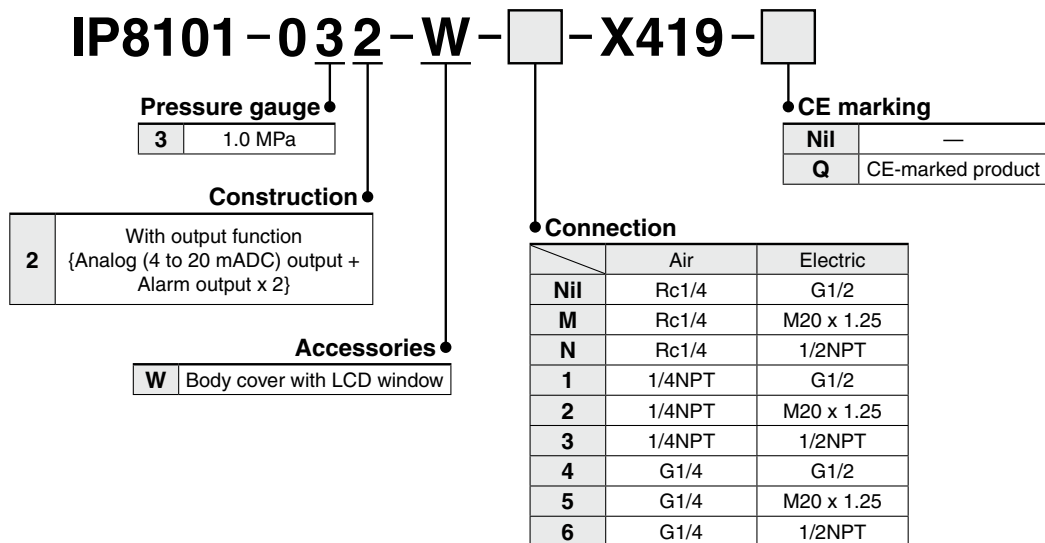 IP8101-032-W-□-X419-□
Pressure gauge
3 1.0 MPa
Construction
2 With output function
{Analog (4 to 20 mADC) output +
Alarm output x 2}
Accessories
W Body cover with LCD window
CE marking
Nil —
Q CE-marked product
Connection
Air Electric
Nil Rc1/4 G1/2
M Rc1/4 M20 x 1.25
N Rc1/4 1/2NPT
1 1/4NPT G1/2
2 1/4NPT M20 x 1.25
3 1/4NPT 1/2NPT
4 G1/4 G1/2
5 G1/4 M20 x 1.25
6 G1/4 1/2NPT